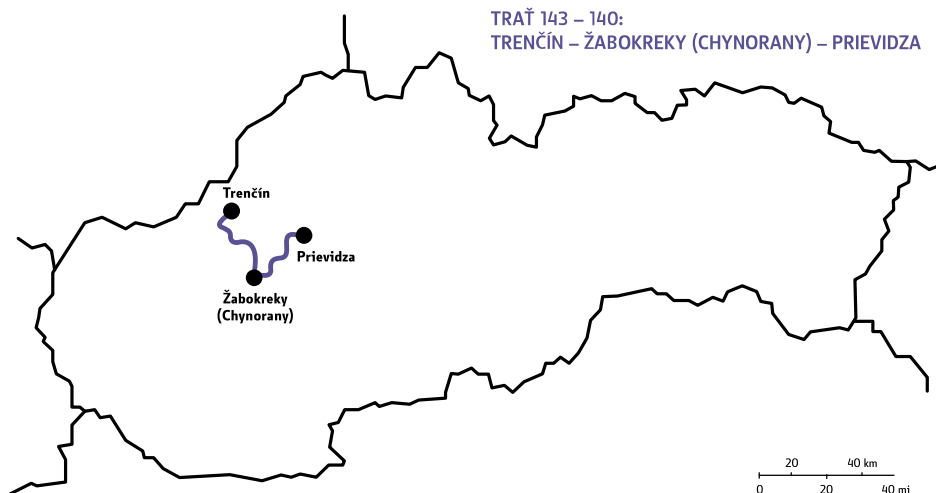 TRAŤ 143 – 140:
TRENČÍN – ŽABOKREKY (CHYNORANY) – PRIEVIDZA
Trenčín
Prievidza
Žabokreky
(Chynorany)
20 40 km
0 20 40 mi